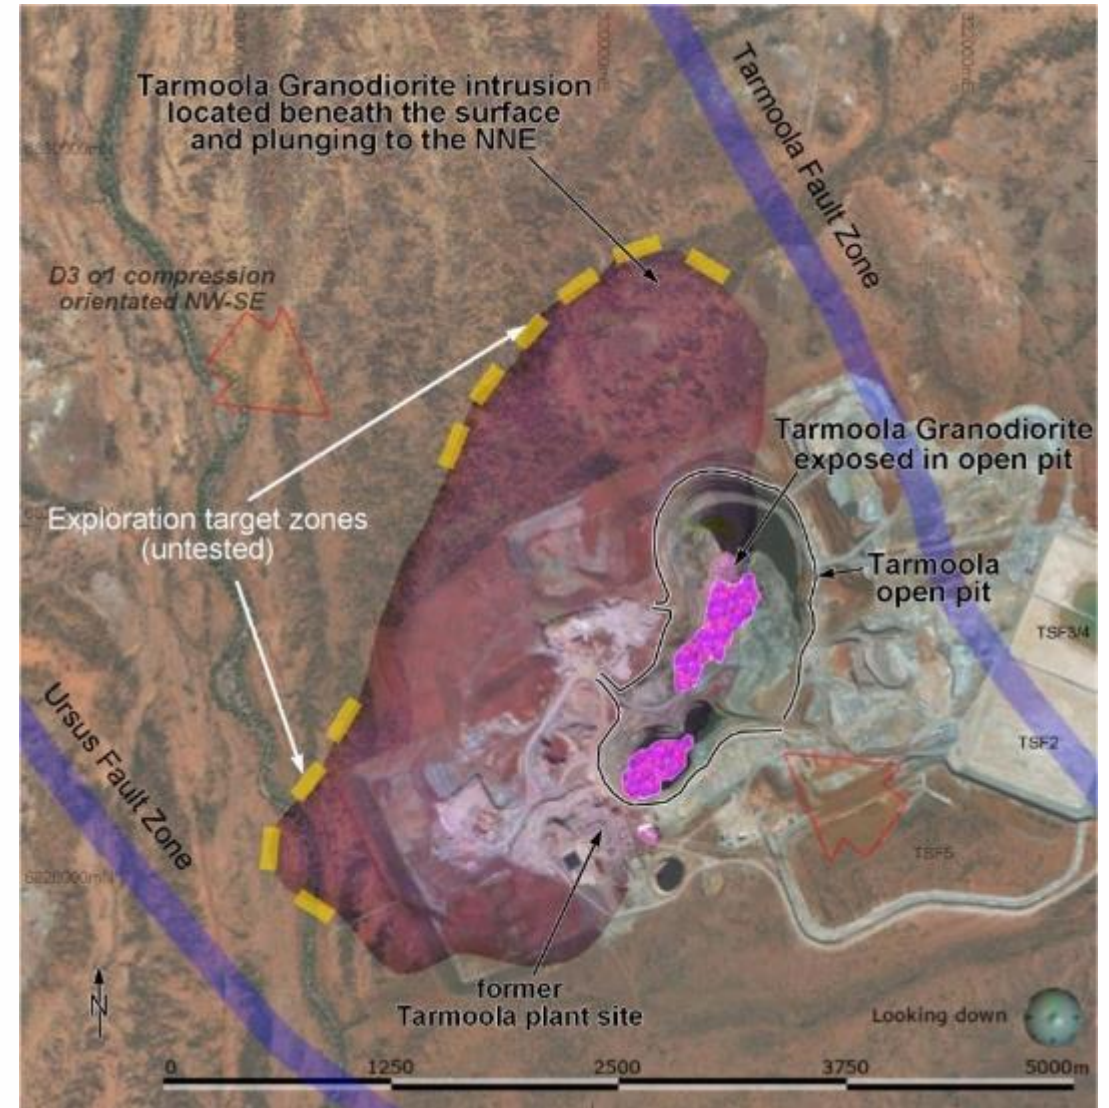 Tarmoola Granodiorite intrusion
located beneath the surface
and plunging to the NNE
Tarmoola Fault Zone
D3 σ1 compression
orientated NW-SE
Tarmoola Granodiorite
exposed in open pit
Exploration target zones
(untested)
Tarmoola
open pit
TSF3/4
Ursus Fault Zone
TSF2
TSF5
6828000mN
former
Tarmoola plant site
N
Looking down
0 1250 2500 3750 5000m